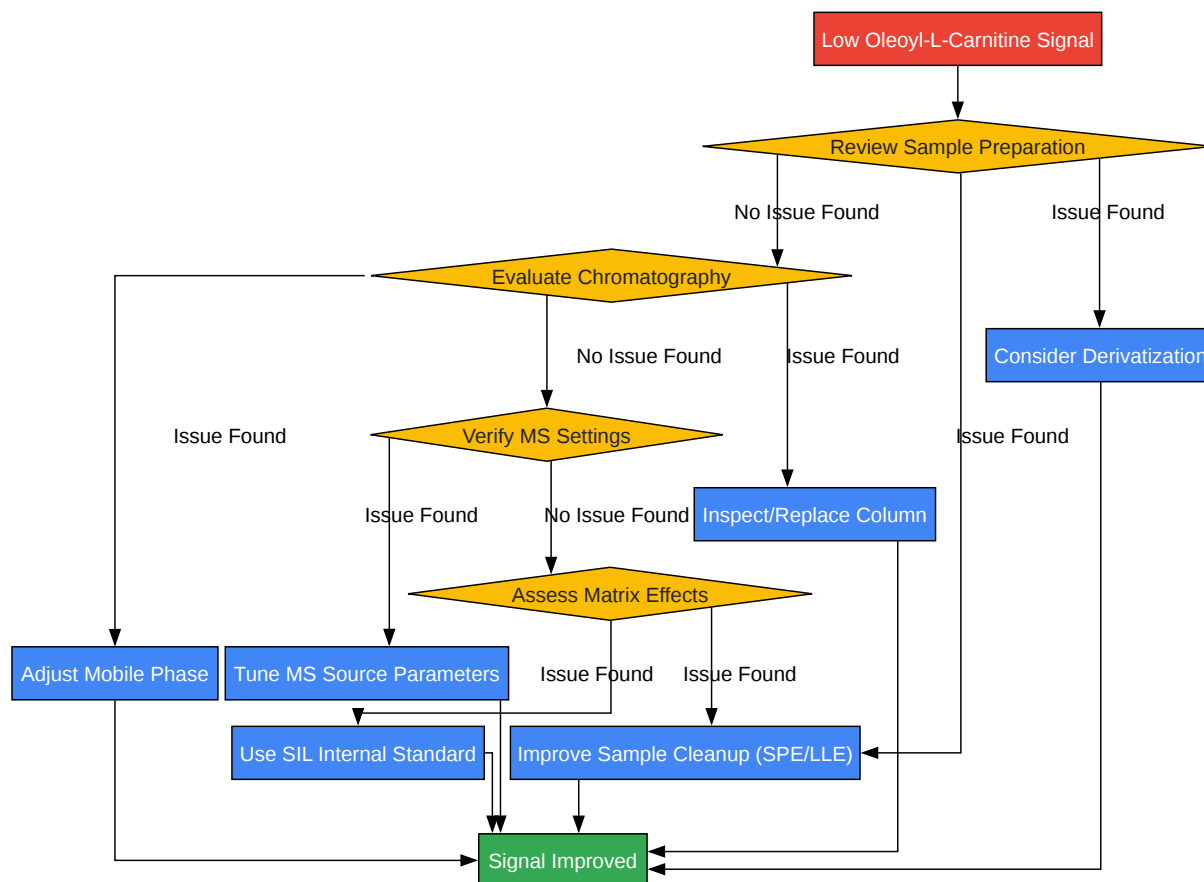 Low Oleoyl-L-Carnitine Signal
Review Sample Preparation
No Issue Found
Issue Found
Evaluate Chromatography
Consider Derivatization
No Issue Found
Issue Found
Issue Found
Verify MS Settings
Issue Found
Inspect/Replace Column
Issue Found
No Issue Found
Assess Matrix Effects
Adjust Mobile Phase
Tune MS Source Parameters
Issue Found
Issue Found
Use SIL Internal Standard
Improve Sample Cleanup (SPE/LLE)
Signal Improved